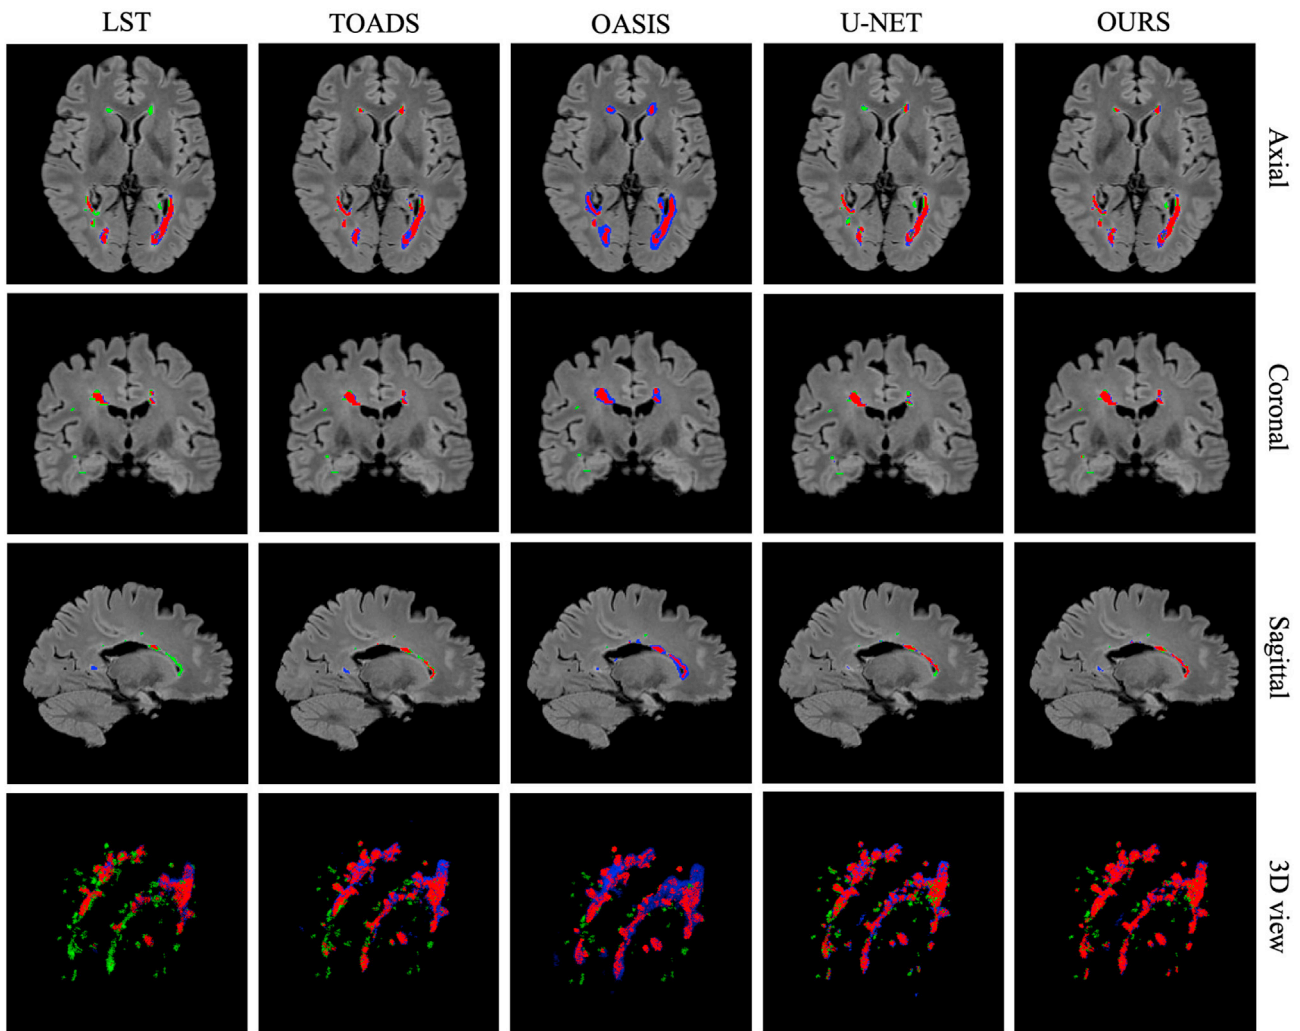 LST
TOADS
OASIS
U-NET
OURS
Axial
Coronal
Sagittal
3D view